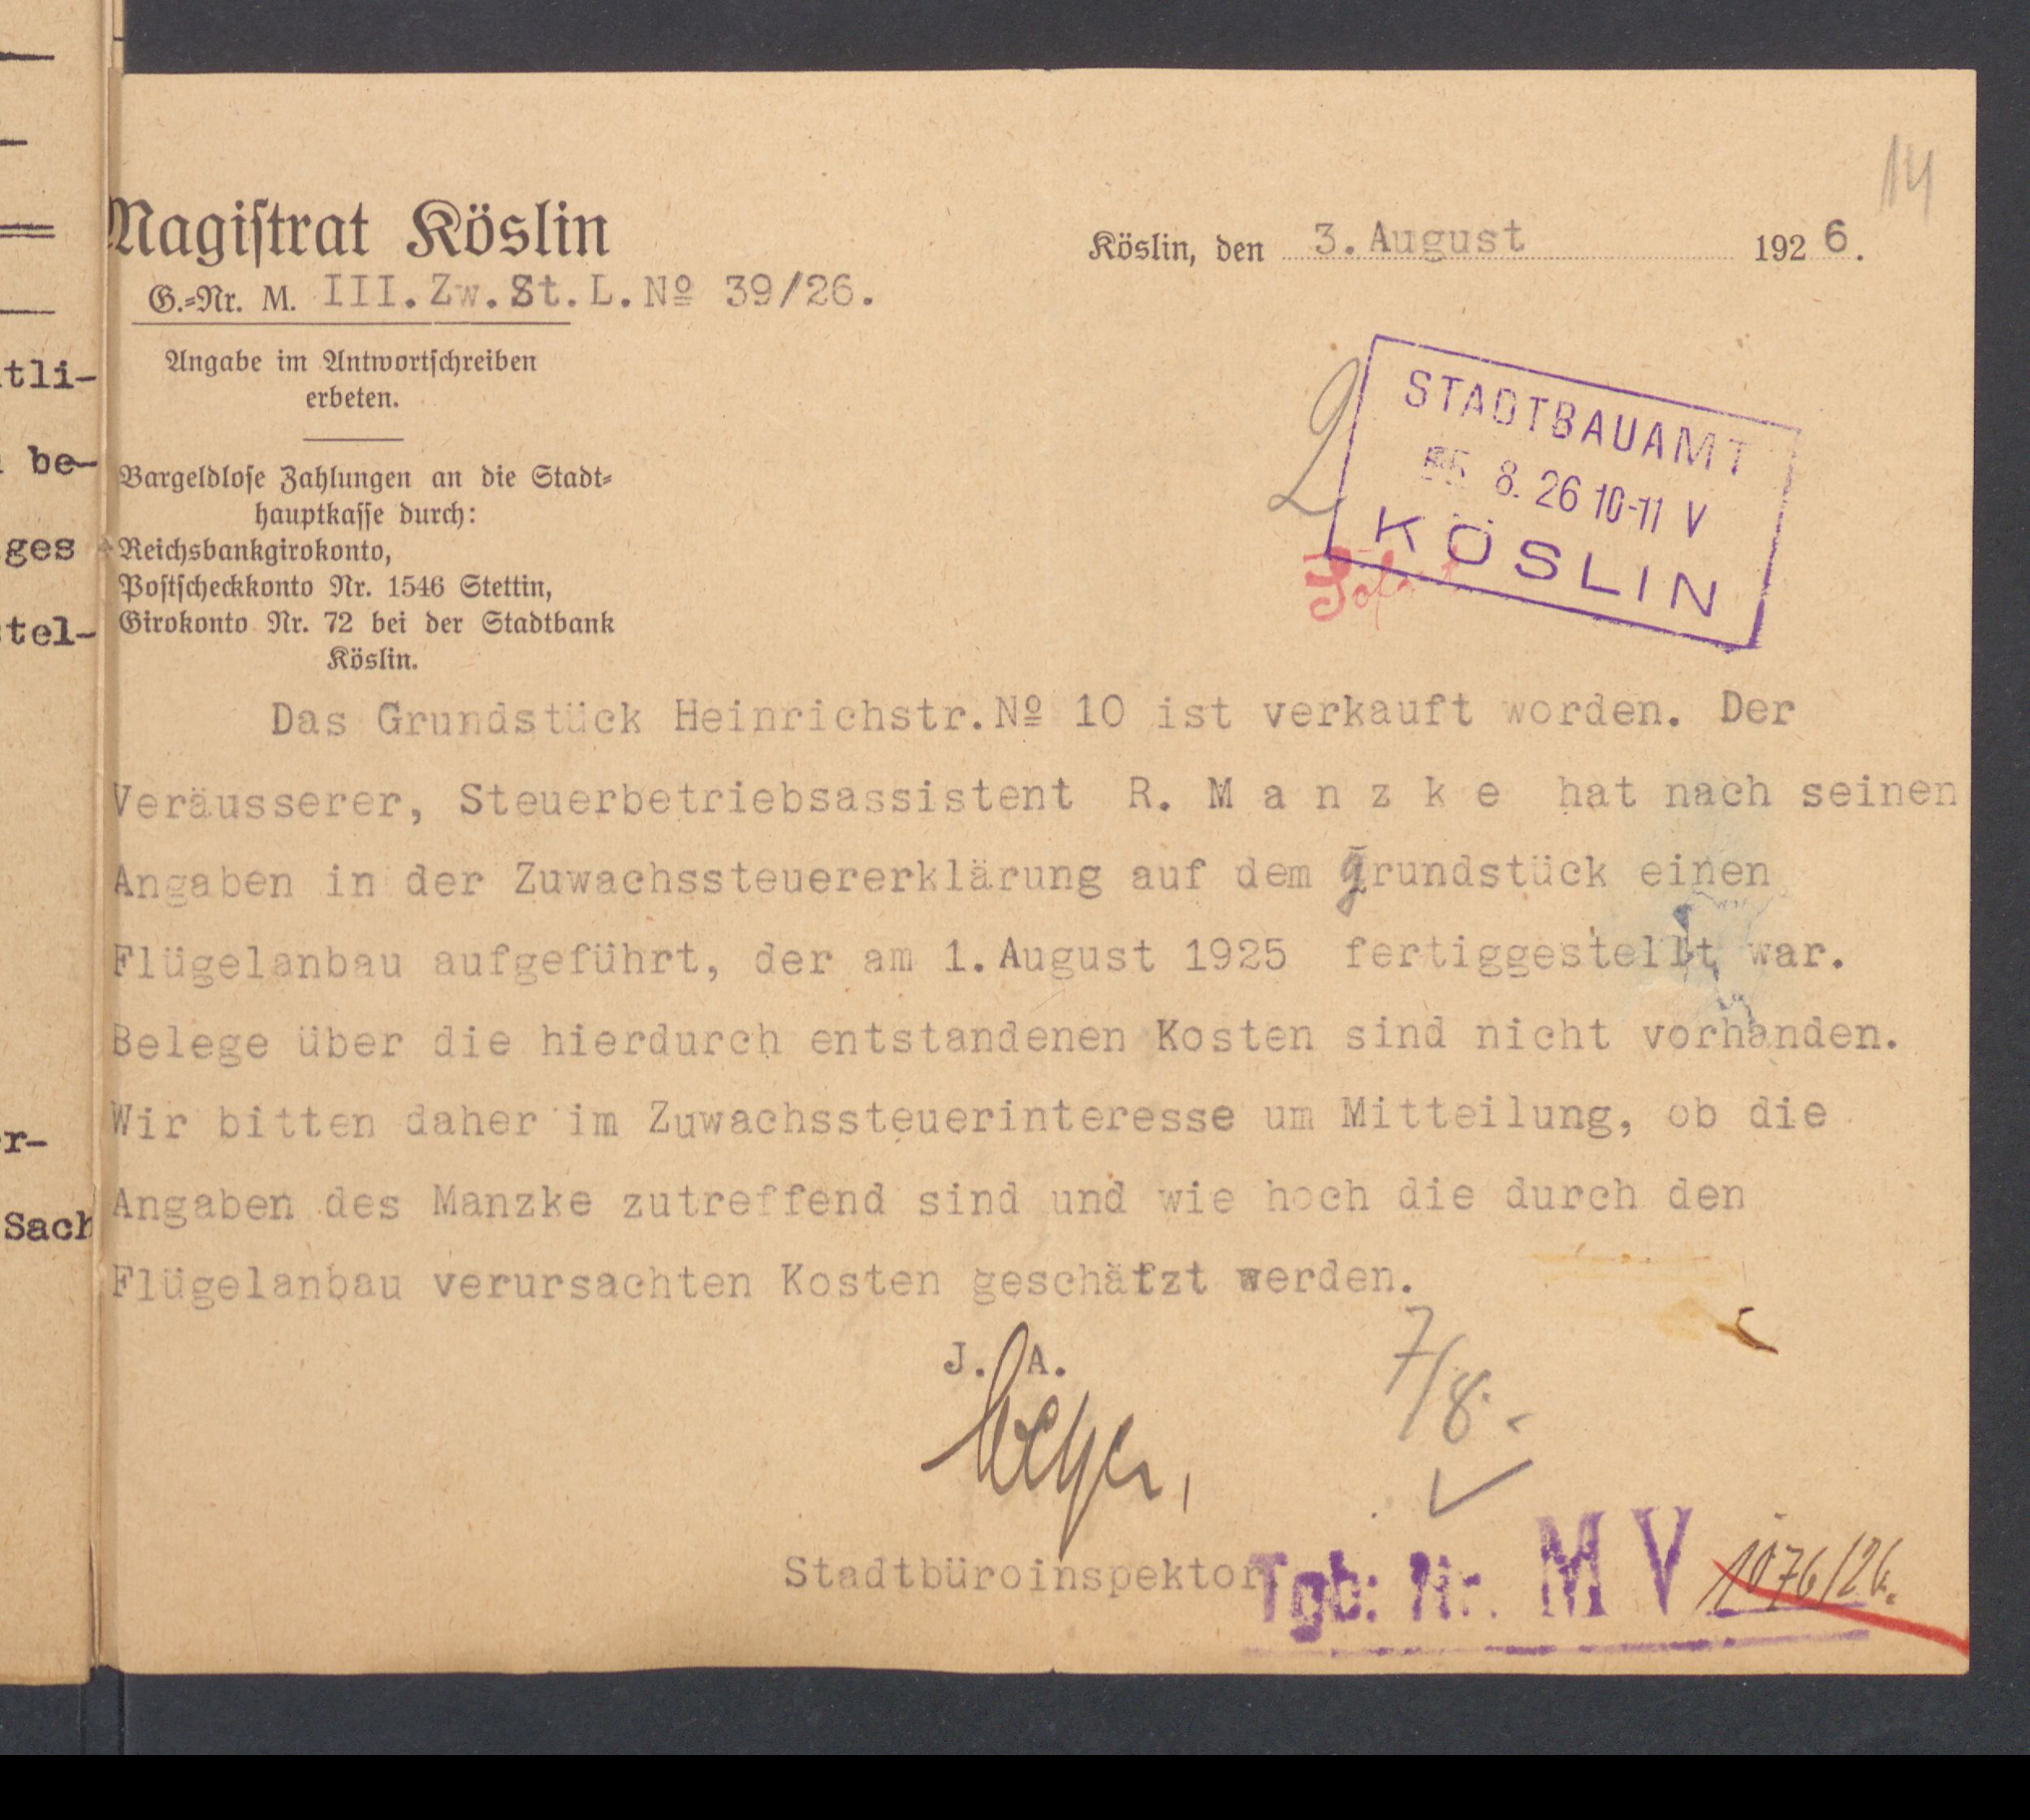 14
Magistrat Köslin
Köslin, den 3. August 1926.
G.-Nr. M. III. Zw. St. L. Nº 39/26.
Angabe im Antwortschreiben
erbeten.
Bargeldlose Zahlungen an die Stadt-
hauptkasse durch:
Reichsbankgirokonto,
Postscheckkonto Nr. 1546 Stettin,
Girokonto Nr. 72 bei der Stadtbank
Köslin.
STADTBAUAMT
8. 26 10-11 V
KÖSLIN
Das Grundstück Heinrichstr. Nº 10 ist verkauft worden. Der
Veräusserer, Steuerbetriebsassistent R. M a n z k e hat nach seinen
Angaben in der Zuwachssteuererklärung auf dem Grundstück einen
Flügelanbau aufgeführt, der am 1. August 1925 fertiggestellt war.
Belege über die hierdurch entstandenen Kosten sind nicht vorhanden.
Wir bitten daher im Zuwachssteuerinteresse um Mitteilung, ob die
Angaben des Manzke zutreffend sind und wie hoch die durch den
Flügelanbau verursachten Kosten geschätzt werden.
J. A.
7/8.
Stadtbüroinspektor
Tgb: Nr. M V 1076/26.
tli-
be-
ges
tel-
r-
Sach